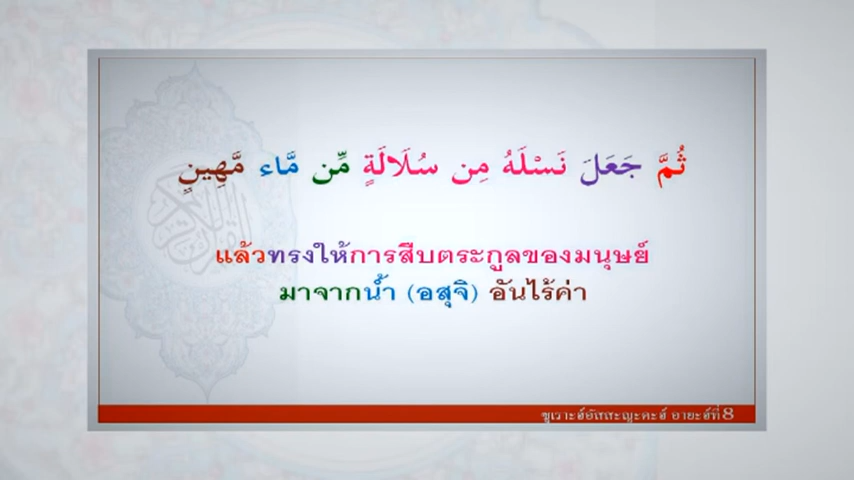 ثُمَّ جَعَلَ نَسْلَهُ مِن سُلَالَةٍ مِّن مَّاء مَّهِينٍ
แล้วทรงให้การสืบตระกูลของมนุษย์
มาจากน้ำ (อสุจิ) อันไร้ค่า
ซูเราะฮ์อัสสะญะดะฮ์ อายะฮ์ที่ 8